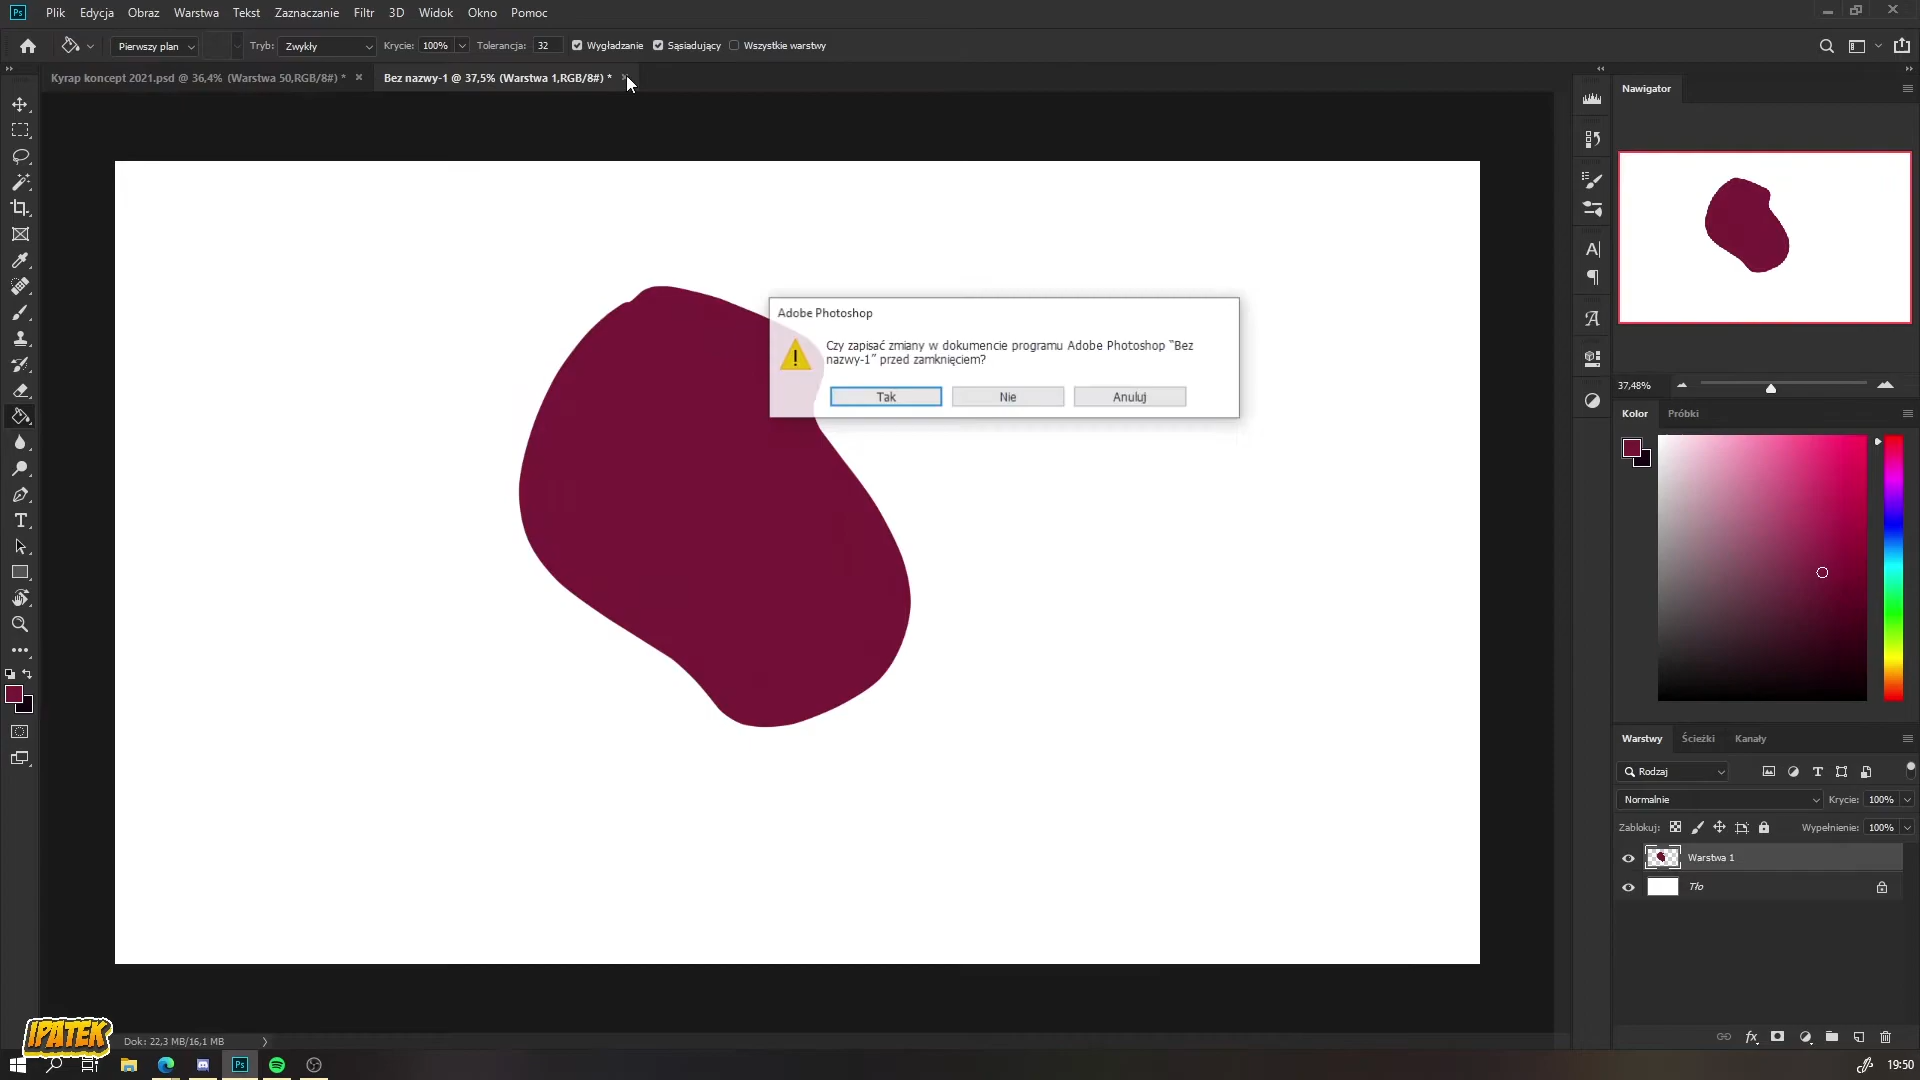 Ps Plik Edycja Obraz Warstwa Tekst Zaznaczanie Filtr 3D Widok Okno Pomoc
Pierwszy plan Tryb: Zwykły Krycie: 100% Tolerancja: 32 Wygładzanie Sąsiadujący Wszystkie warstwy
Kyrap koncept 2021.psd @ 36,4% (Warstwa 50,RGB/8#) * Bez nazwy-1 @ 37,5% (Warstwa 1,RGB/8#) *
Nawigator
Adobe Photoshop
Czy zapisać zmiany w dokumencie programu Adobe Photoshop “Bez
nazwy-1” przed zamknięciem?
Tak Nie Anuluj
37,48%
Kolor Próbki
Warstwy Ścieżki Kanały
Rodzaj
Normalnie Krycie: 100%
Zablokuj: Wypełnienie: 100%
Warstwa 1
Tło
IPATEK
Dok: 22,3 MB/16,1 MB
Ps
19:50